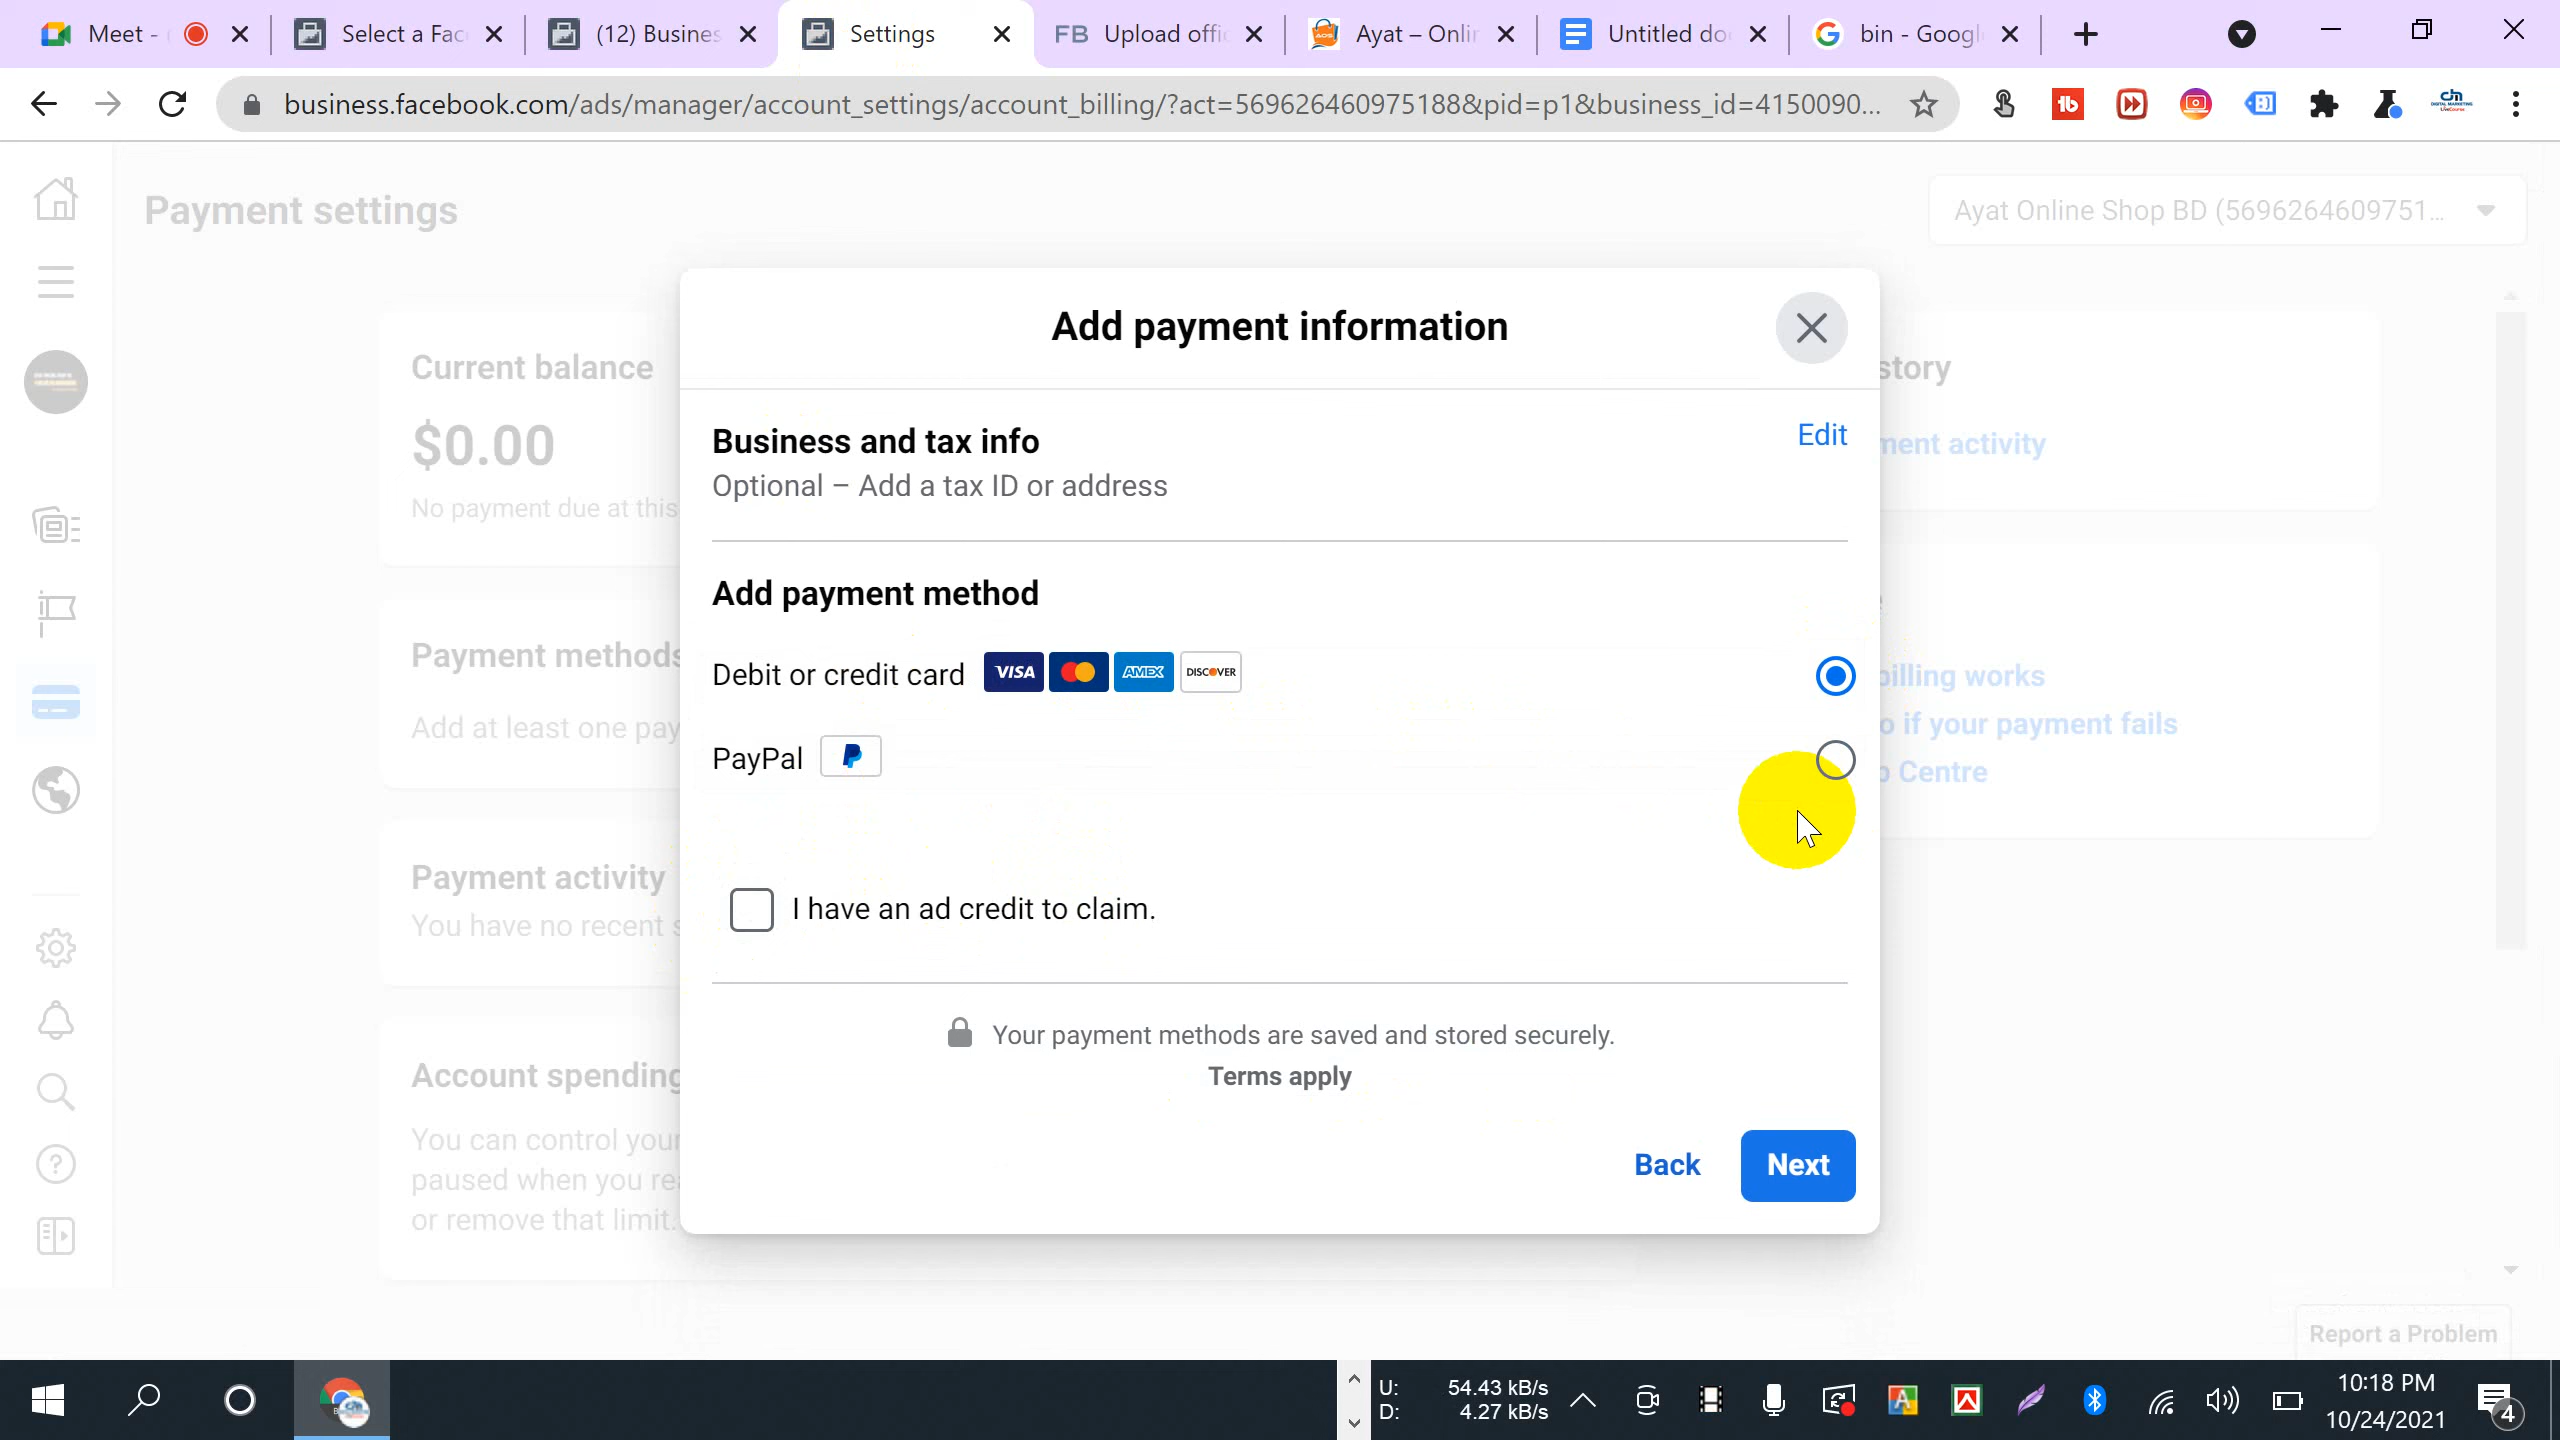 Meet -
Select a Fac
(12) Busines
Settings
FB Upload offic
Ayat – Onlin
Untitled do
bin - Googl
business.facebook.com/ads/manager/account_settings/account_billing/?act=569626460975188&pid=p1&business_id=4150090...
Payment settings
Ayat Online Shop BD (5696264609751...
Add payment information
Current balance
story
$0.00
ment activity
No payment due at this
Business and tax info
Edit
Optional – Add a tax ID or address
Add payment method
Payment methods
Debit or credit card VISA AMEX DISCOVER
billing works
Add at least one pay
o if your payment fails
PayPal
p Centre
Payment activity
I have an ad credit to claim.
You have no recent s
Your payment methods are saved and stored securely.
Terms apply
Account spending
You can control your
paused when you rea
or remove that limit.
Back
Next
Report a Problem
U: 54.43 kB/s
D: 4.27 kB/s
10:18 PM
10/24/2021
4